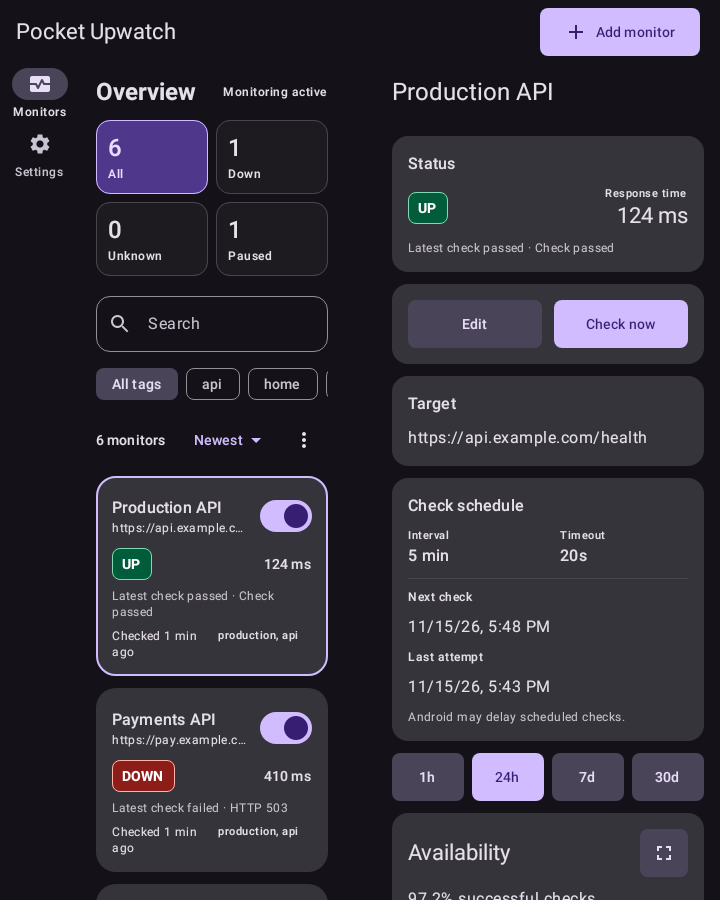 Pocket Upwatch
Add monitor
Monitors
Settings
Overview
Monitoring active
6
All
1
Down
0
Unknown
1
Paused
Search
All tags
api
home
6 monitors
Newest
Production API
https://api.example.c…
UP
124 ms
Latest check passed · Check
passed
Checked 1 min
ago
production, api
Payments API
https://pay.example.c…
DOWN
410 ms
Latest check failed · HTTP 503
Checked 1 min
ago
production, api
Production API
Status
UP
Response time
124 ms
Latest check passed · Check passed
Edit
Check now
Target
https://api.example.com/health
Check schedule
Interval
5 min
Timeout
20s
Next check
11/15/26, 5:48 PM
Last attempt
11/15/26, 5:43 PM
Android may delay scheduled checks.
1h
24h
7d
30d
Availability
97.2% successful checks